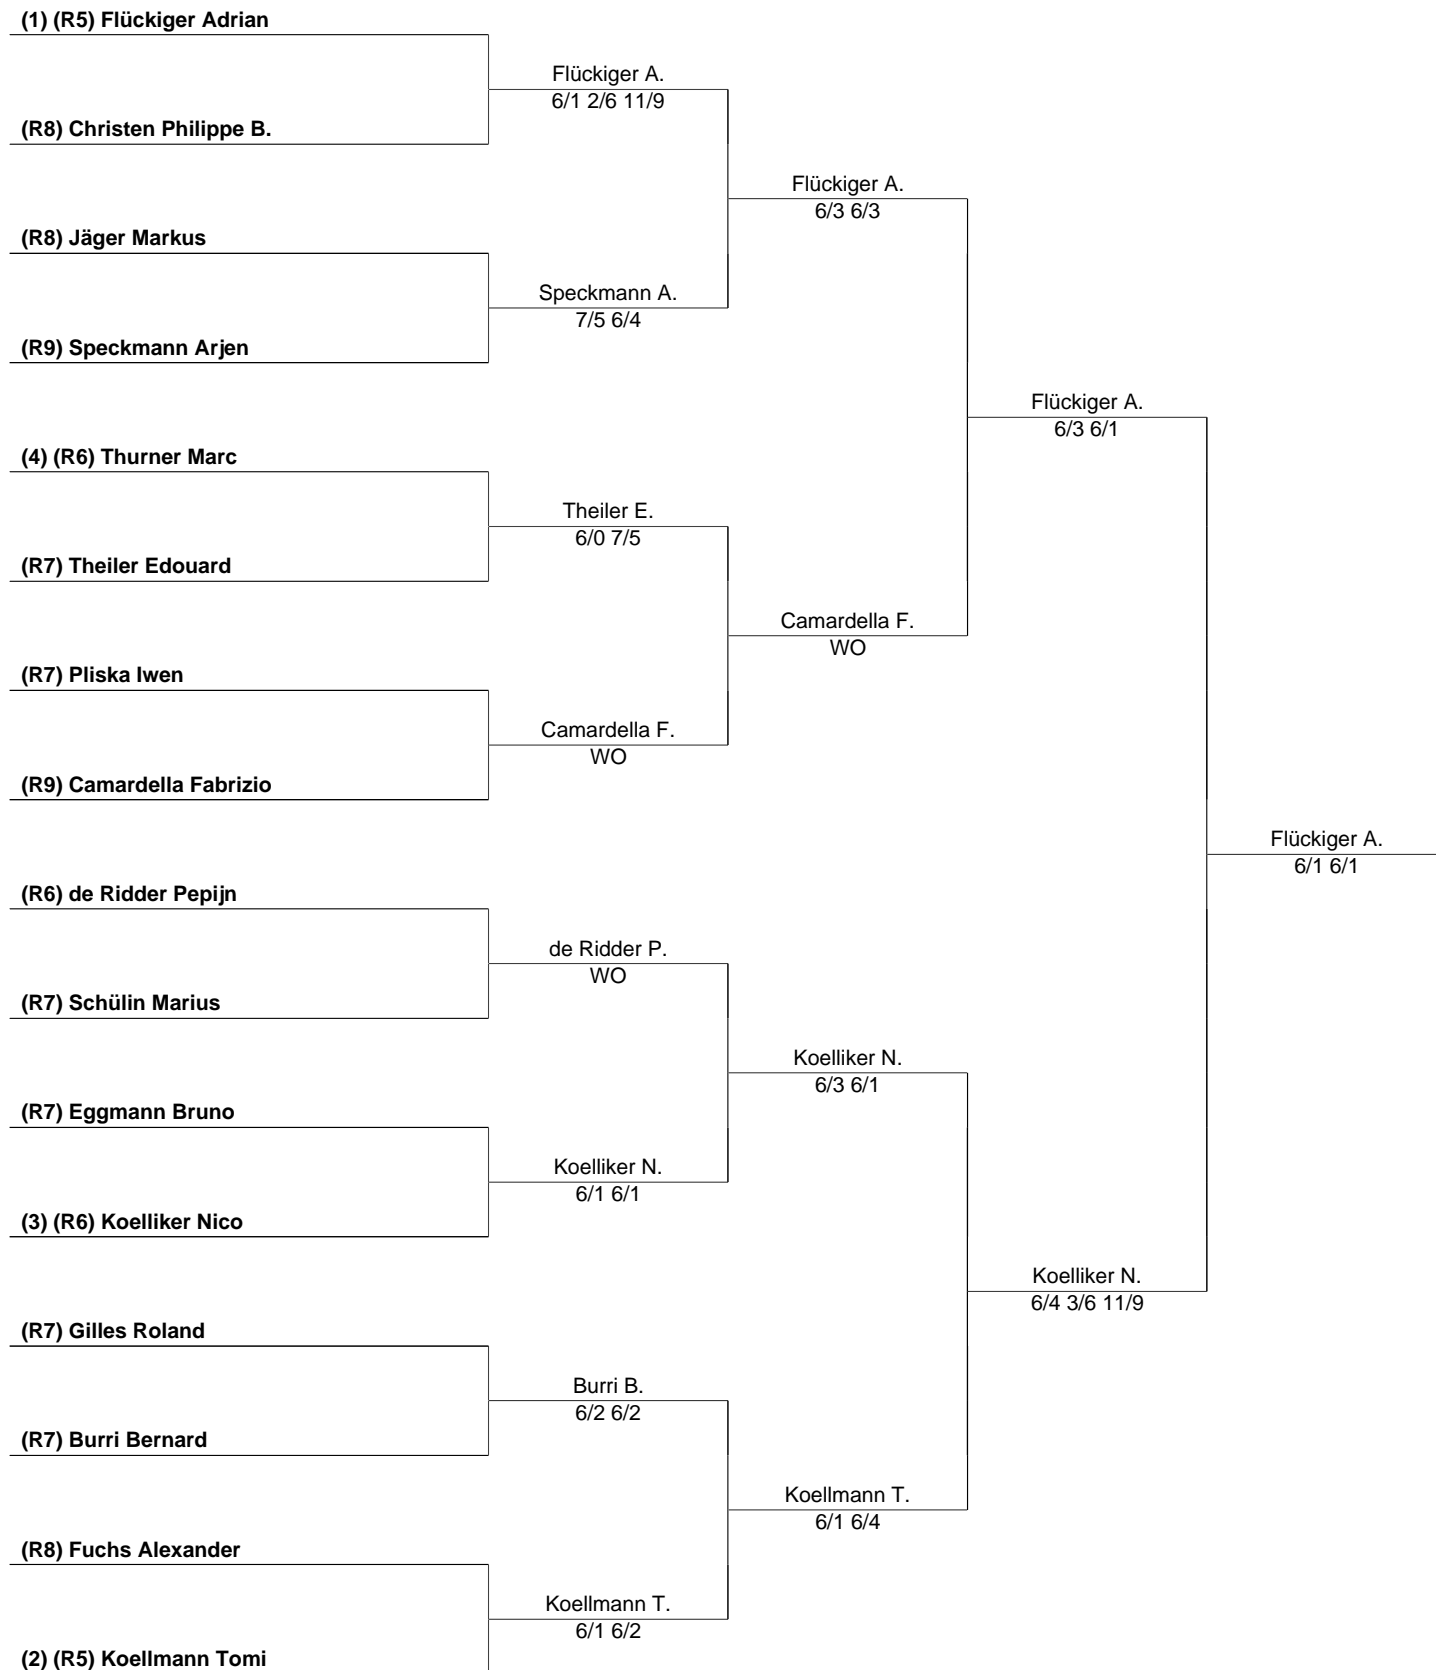 (1) (R5) Flückiger Adrian
Flückiger A.
6/1 2/6 11/9
(R8) Christen Philippe B.
Flückiger A.
6/3 6/3
(R8) Jäger Markus
Speckmann A.
7/5 6/4
(R9) Speckmann Arjen
Flückiger A.
6/3 6/1
(4) (R6) Thurner Marc
Theiler E.
6/0 7/5
(R7) Theiler Edouard
Camardella F.
WO
(R7) Pliska Iwen
Camardella F.
WO
(R9) Camardella Fabrizio
Flückiger A.
6/1 6/1
(R6) de Ridder Pepijn
de Ridder P.
WO
(R7) Schülin Marius
Koelliker N.
6/3 6/1
(R7) Eggmann Bruno
Koelliker N.
6/1 6/1
(3) (R6) Koelliker Nico
Koelliker N.
6/4 3/6 11/9
(R7) Gilles Roland
Burri B.
6/2 6/2
(R7) Burri Bernard
Koellmann T.
6/1 6/4
(R8) Fuchs Alexander
Koellmann T.
6/1 6/2
(2) (R5) Koellmann Tomi